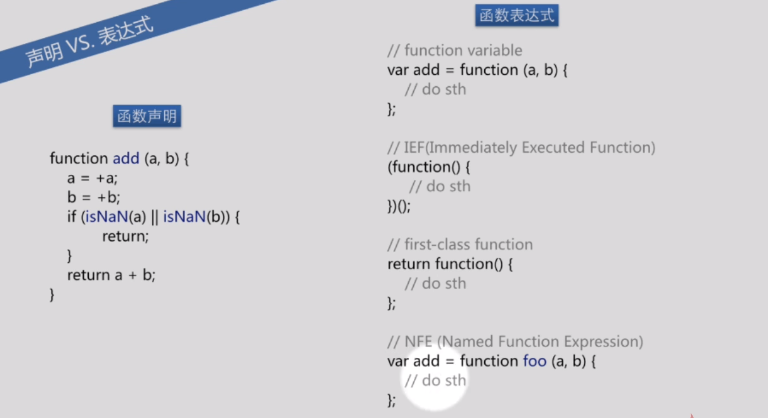 声明 VS. 表达式
函数声明
function add (a, b) {
a = +a;
b = +b;
if (isNaN(a) || isNaN(b)) {
return;
}
return a + b;
}
函数表达式
// function variable
var add = function (a, b) {
// do sth
};
// IEF(Immediately Executed Function)
(function() {
// do sth
})();
// first-class function
return function() {
// do sth
};
// NFE (Named Function Expression)
var add = function foo (a, b) {
// do sth
};